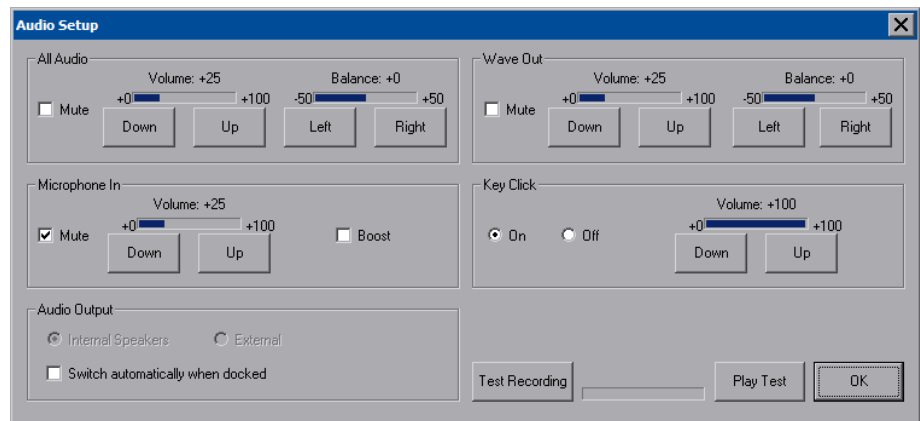 Audio Setup
All Audio
Volume: +25 Balance: +0
Mute +0 +100 -50 +50
Down Up Left Right
Wave Out
Volume: +25 Balance: +0
Mute +0 +100 -50 +50
Down Up Left Right
Microphone In
Volume: +25
Mute +0 +100 Boost
Down Up
Key Click
Volume: +100
On Off +0 +100
Down Up
Audio Output
Internal Speakers External
Switch automatically when docked
Test Recording Play Test OK